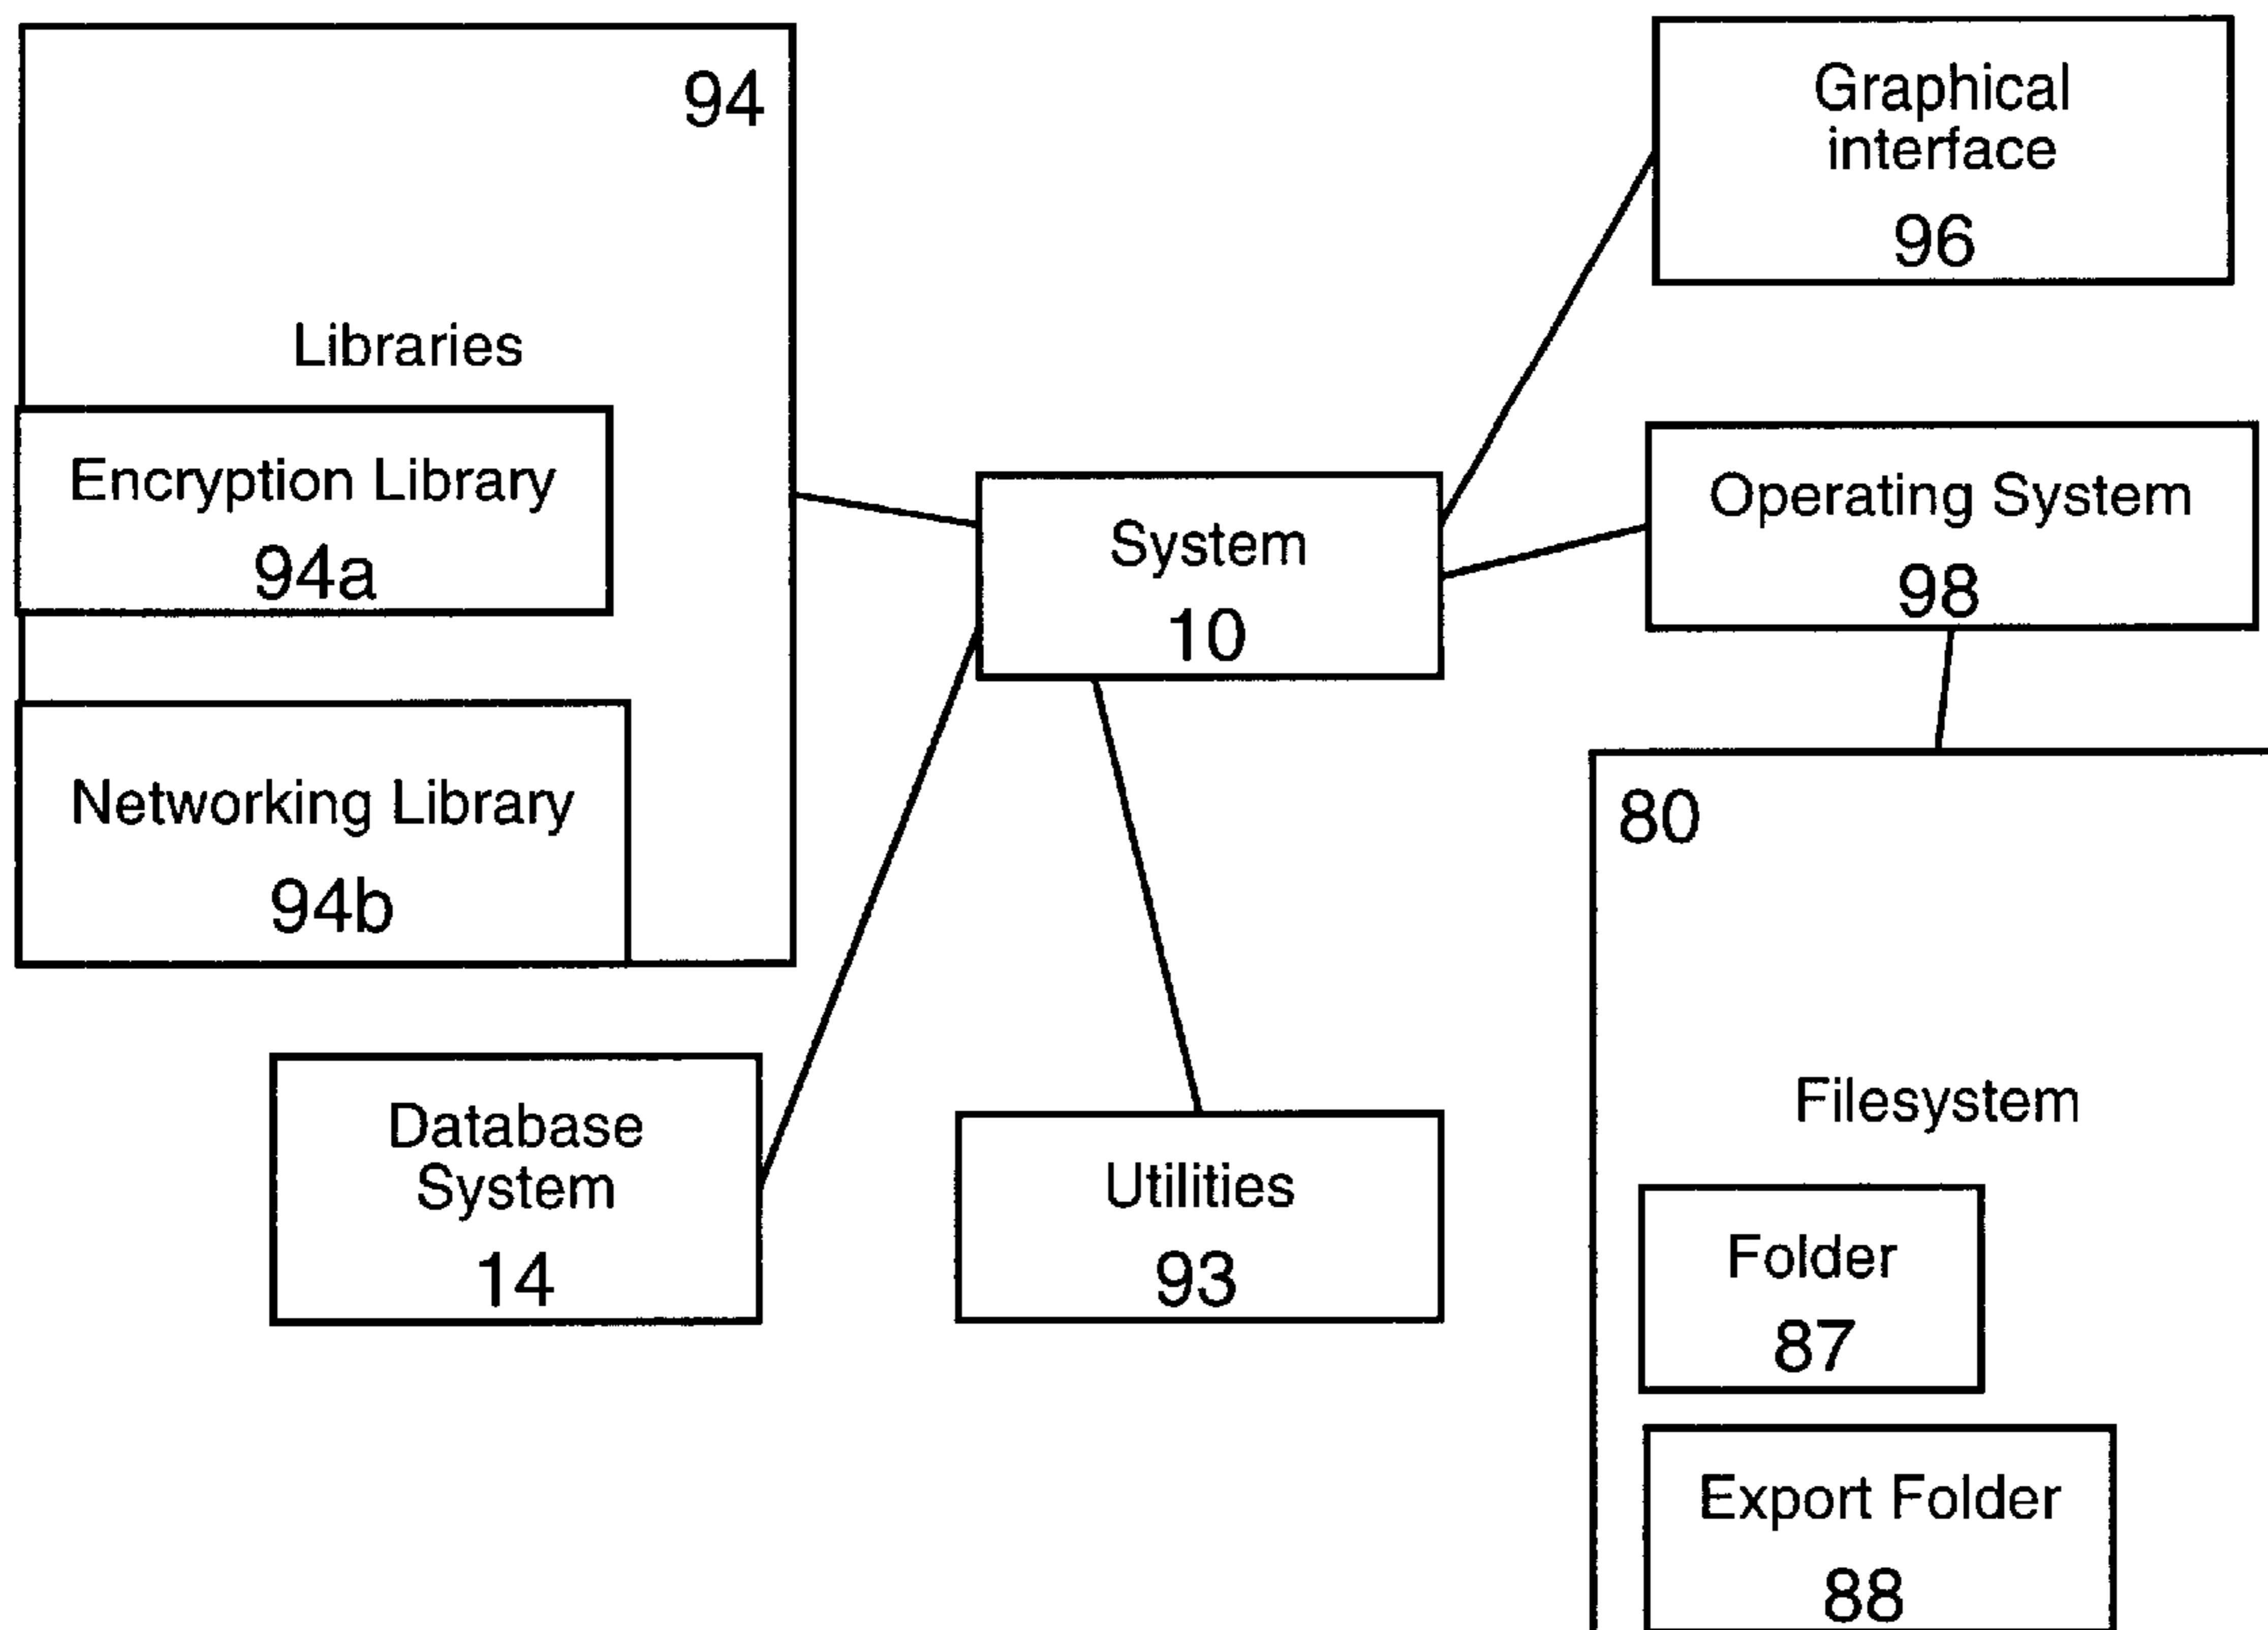 94
Libraries
Encryption Library
94a
Networking Library
94b
Graphical
interface
96
System
10
Operating System
98
Database
System
14
Utilities
93
80
Filesystem
Folder
87
Export Folder
88